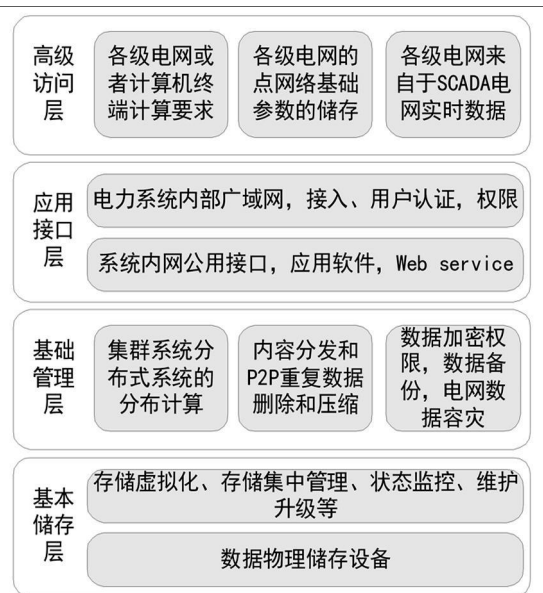 高级
访问
层
各级电网或
者计算机终
端计算要求
各级电网的
点网络基础
参数的储存
各级电网来
自于SCADA电
网实时数据
应用
接口
层
电力系统内部广域网，接入、用户认证，权限
系统内网公用接口，应用软件，Web service
基础
管理
层
集群系统分
布式系统的
分布计算
内容分发和
P2P重复数据
删除和压缩
数据加密权
限，数据备
份，电网数
据容灾
基本
储存
层
存储虚拟化、存储集中管理、状态监控、维护
升级等
数据物理储存设备